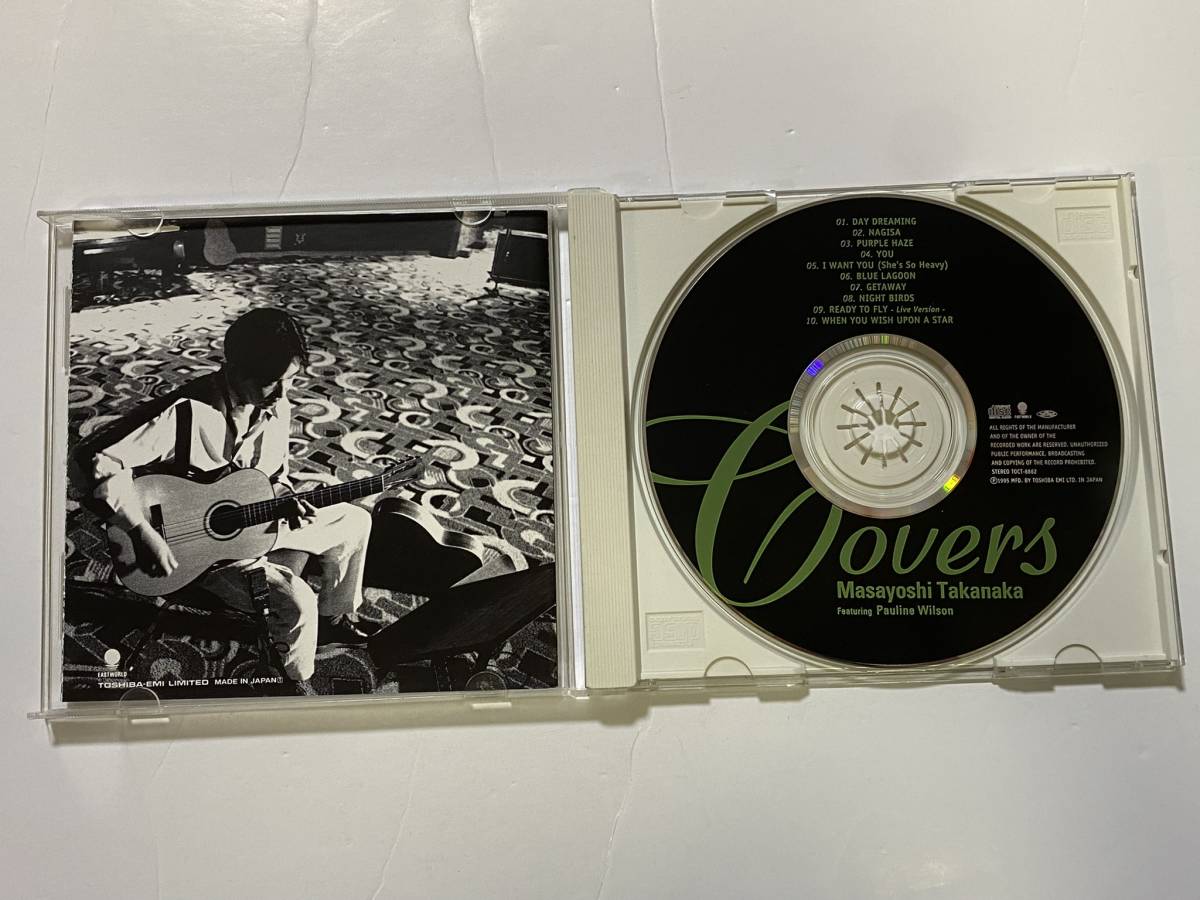 EASTWORLD
TOSHIBA-EMI LIMITED MADE IN JAPAN
01. DAY DREAMING
02. NAGISA
03. PURPLE HAZE
04. YOU
05. I WANT YOU (She's So Heavy)
06. BLUE LAGOON
07. GETAWAY
08. NIGHT BIRDS
09. READY TO FLY - Live Version -
10. WHEN YOU WISH UPON A STAR
EASTWORLD
ALL RIGHTS OF THE MANUFACTURER
AND OF THE OWNER OF THE
RECORDED WORK ARE RESERVED. UNAUTHORIZED
PUBLIC PERFORMANCE, BROADCASTING
AND COPYING OF THE RECORD PROHIBITED.
STEREO TOCT-8862
Ⓟ1995 MFD. BY TOSHIBA EMI LTD. IN JAPAN
Covers
Masayoshi Takanaka
Featuring Pauline Wilson